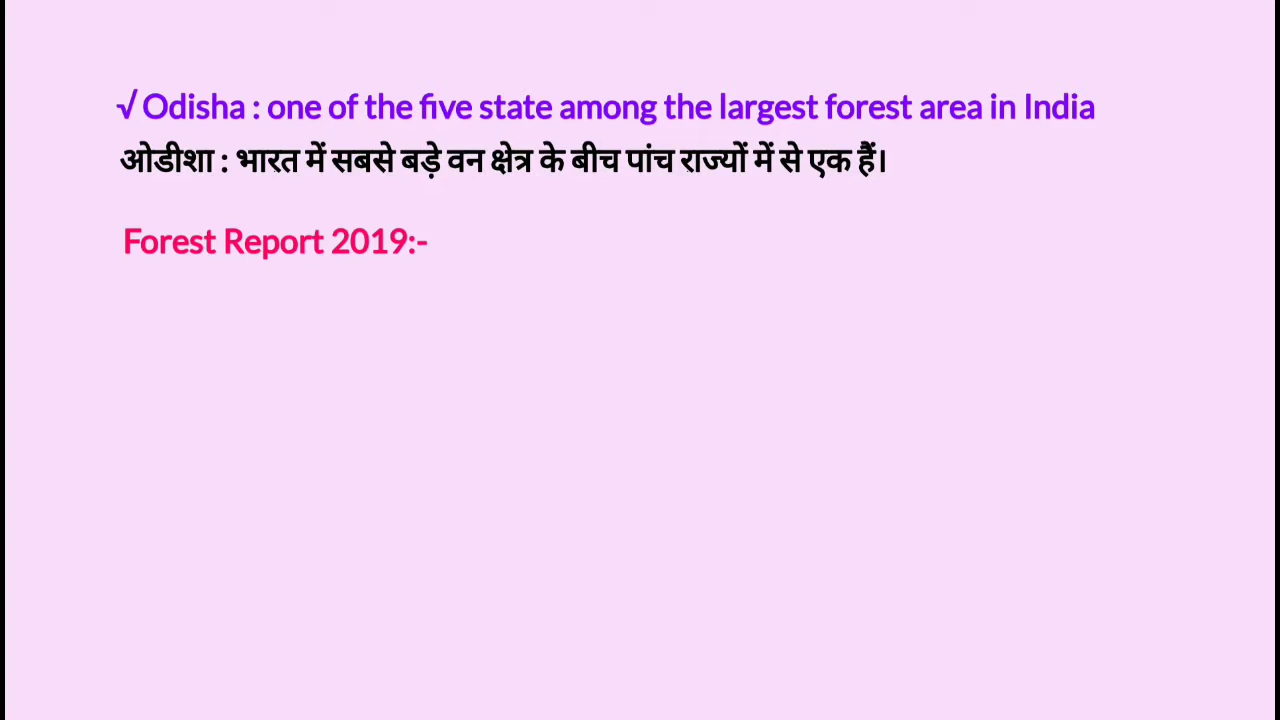 √ Odisha : one of the five state among the largest forest area in India
ओडीशा : भारत में सबसे बड़े वन क्षेत्र के बीच पांच राज्यों में से एक हैं।
Forest Report 2019:-